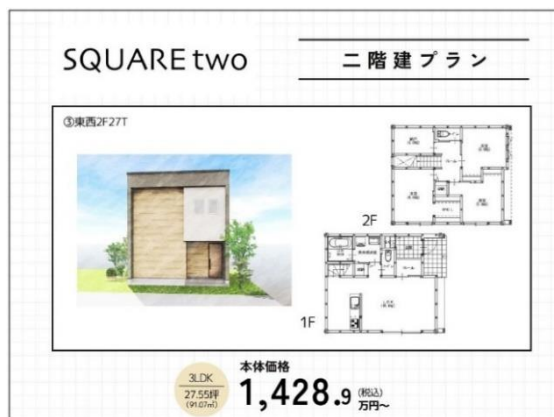 SQUARE two
二階建プラン
③東西2F27T
2F
1F
3LDK
27.55坪
(91.07㎡)
本体価格
1,428.9 (税込) 万円〜